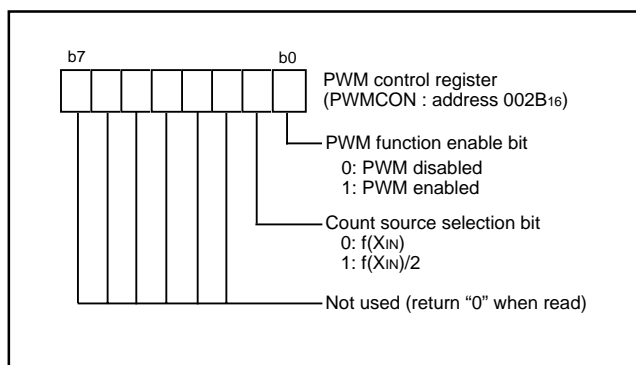 b7 b0
PWM control register
(PWMCON : address 002B16)
PWM function enable bit
0: PWM disabled
1: PWM enabled
Count source selection bit
0: f(XIN)
1: f(XIN)/2
Not used (return “0” when read)